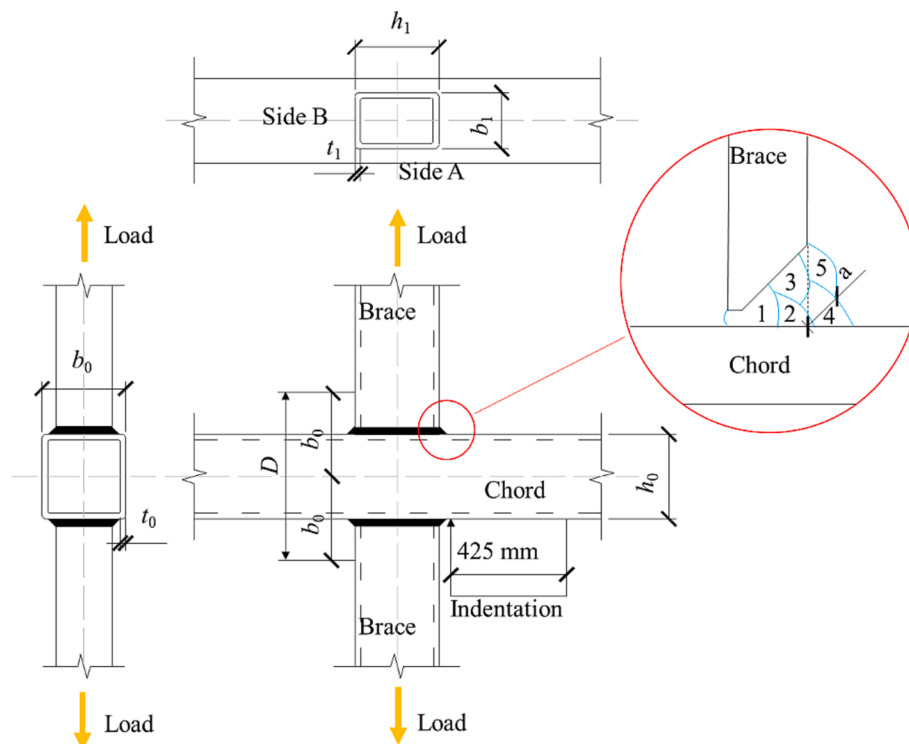 h₁
Side B
b₁
t₁
Side A
Brace
3
5
a
1
2
4
Chord
Load
Load
Brace
b₀
b₀
D
Chord
h₀
t₀
b₀
425 mm
Indentation
Brace
Load
Load